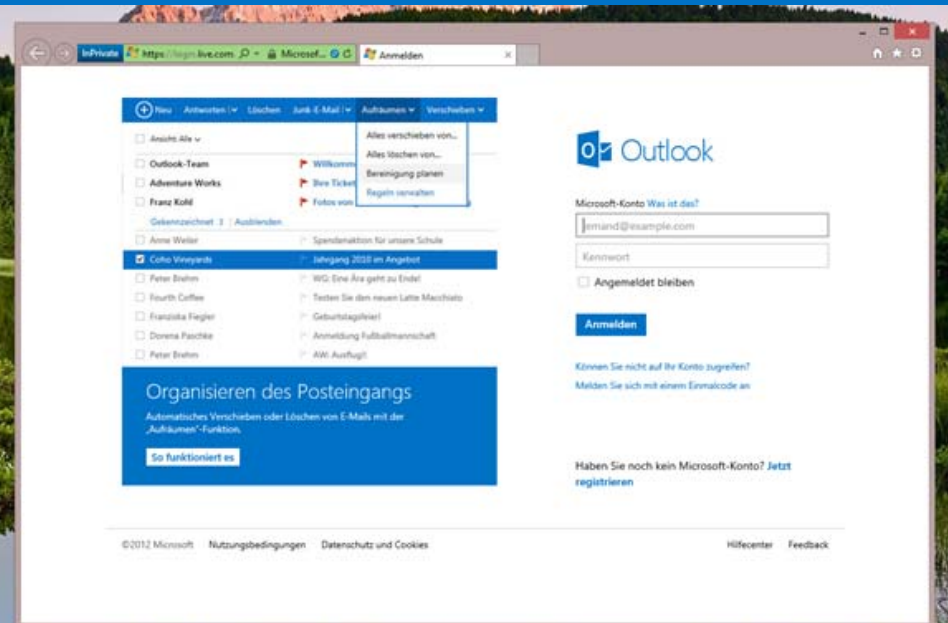 InPrivate https://login.live.com Microsof... Anmelden
Neu Antworten Löschen Junk-E-Mail Aufräumen Verschieben
Ansicht: Alle
Alles verschieben von...
Alles löschen von...
Bereinigung planen
Regeln verwalten
Outlook-Team Willkomm
Adventure Works Ihre Ticket
Franz Kohl Fotos von
Gekennzeichnet: 3 Ausblenden
Anne Weiler Spendenaktion für unsere Schule
Coho Vineyards Jahrgang 2010 im Angebot
Peter Brehm WG: Eine Ära geht zu Ende!
Fourth Coffee Testen Sie den neuen Latte Macchiato
Franziska Fiegler Geburtstagsfeier!
Dorena Paschke Anmeldung Fußballmannschaft
Peter Brehm AW: Ausflug!
Organisieren des Posteingangs
Automatisches Verschieben oder Löschen von E-Mails mit der
„Aufräumen"-Funktion.
So funktioniert es
Outlook
Microsoft-Konto Was ist das?
jemand@example.com
Kennwort
Angemeldet bleiben
Anmelden
Können Sie nicht auf Ihr Konto zugreifen?
Melden Sie sich mit einem Einmalcode an
Haben Sie noch kein Microsoft-Konto? Jetzt
registrieren
©2012 Microsoft Nutzungsbedingungen Datenschutz und Cookies Hilfecenter Feedback